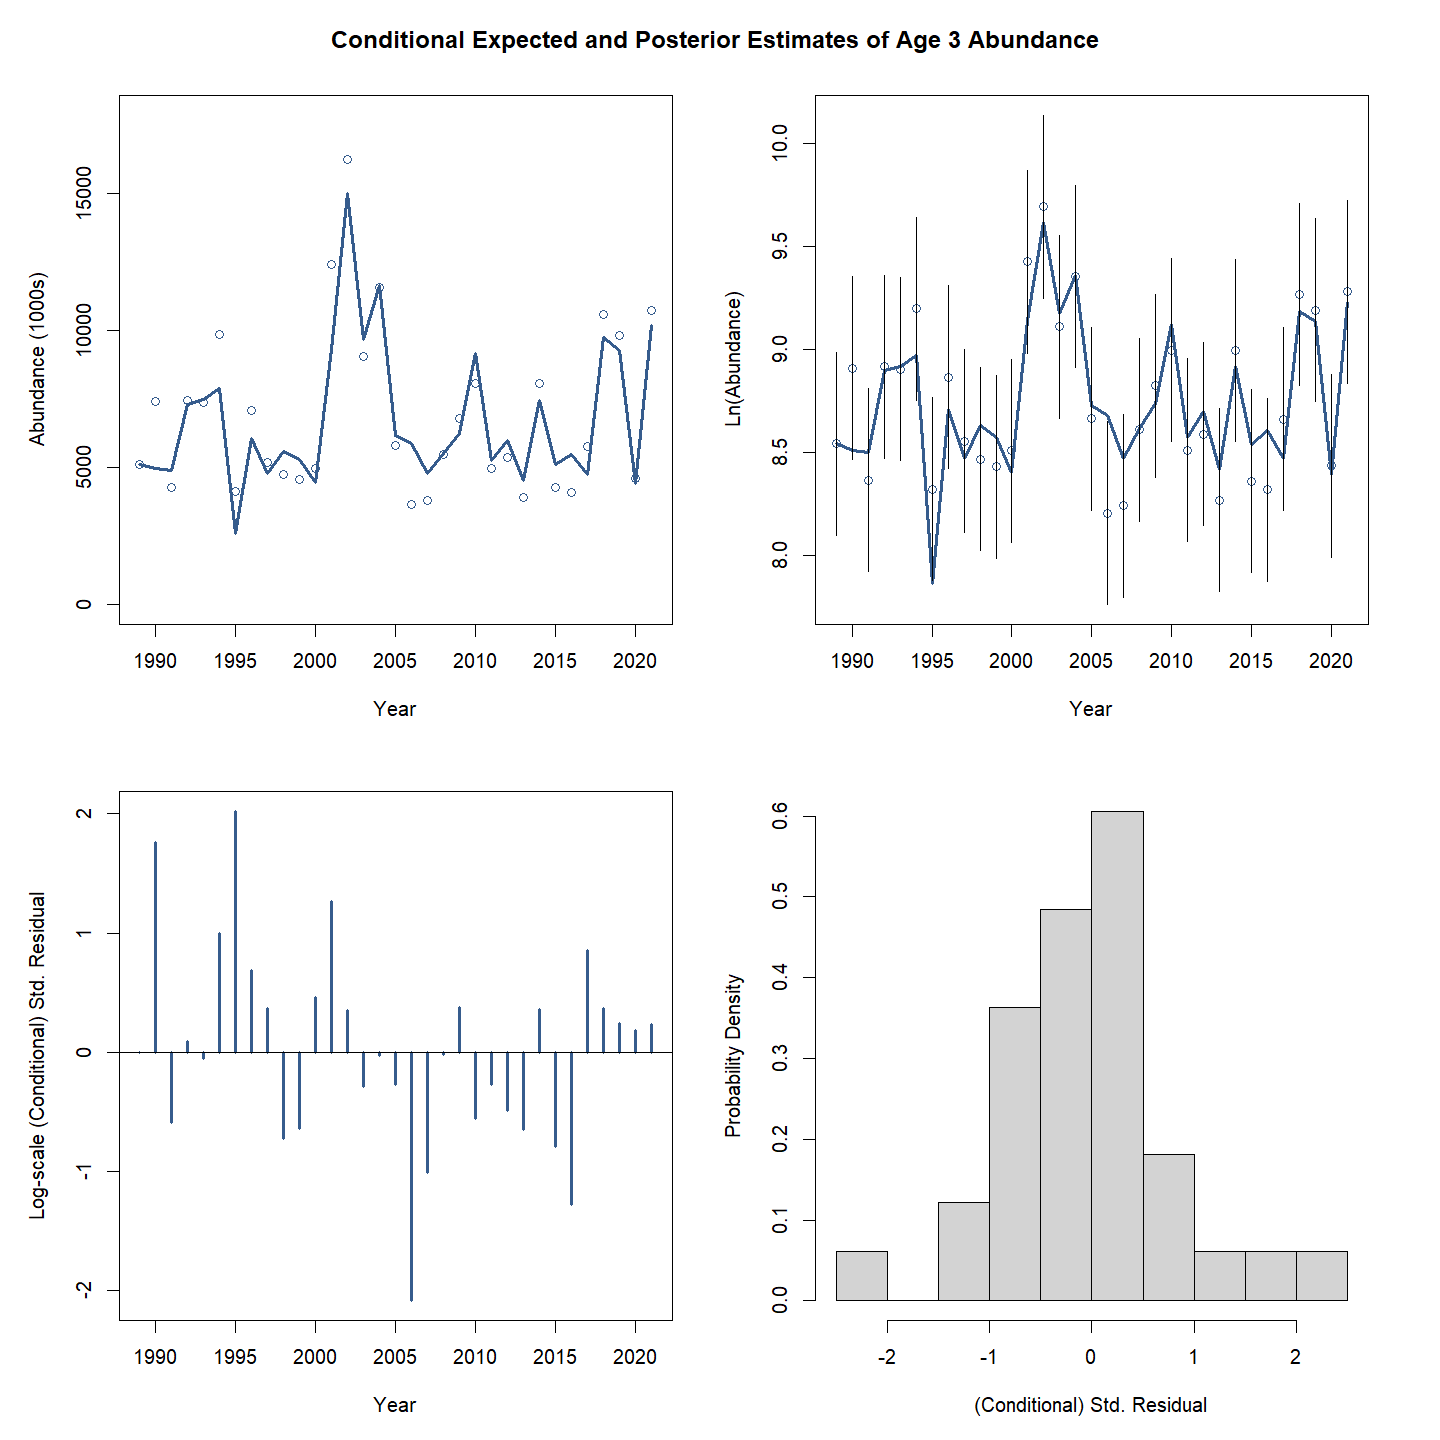 Conditional Expected and Posterior Estimates of Age 3 Abundance
Abundance (1000s)
15000
10000
5000
0
1990 1995 2000 2005 2010 2015 2020
Year
Ln(Abundance)
10.0
9.5
9.0
8.5
8.0
1990 1995 2000 2005 2010 2015 2020
Year
Log-scale (Conditional) Std. Residual
2
1
0
-1
-2
1990 1995 2000 2005 2010 2015 2020
Year
Probability Density
0.6
0.5
0.4
0.3
0.2
0.1
0.0
-2 -1 0 1 2
(Conditional) Std. Residual